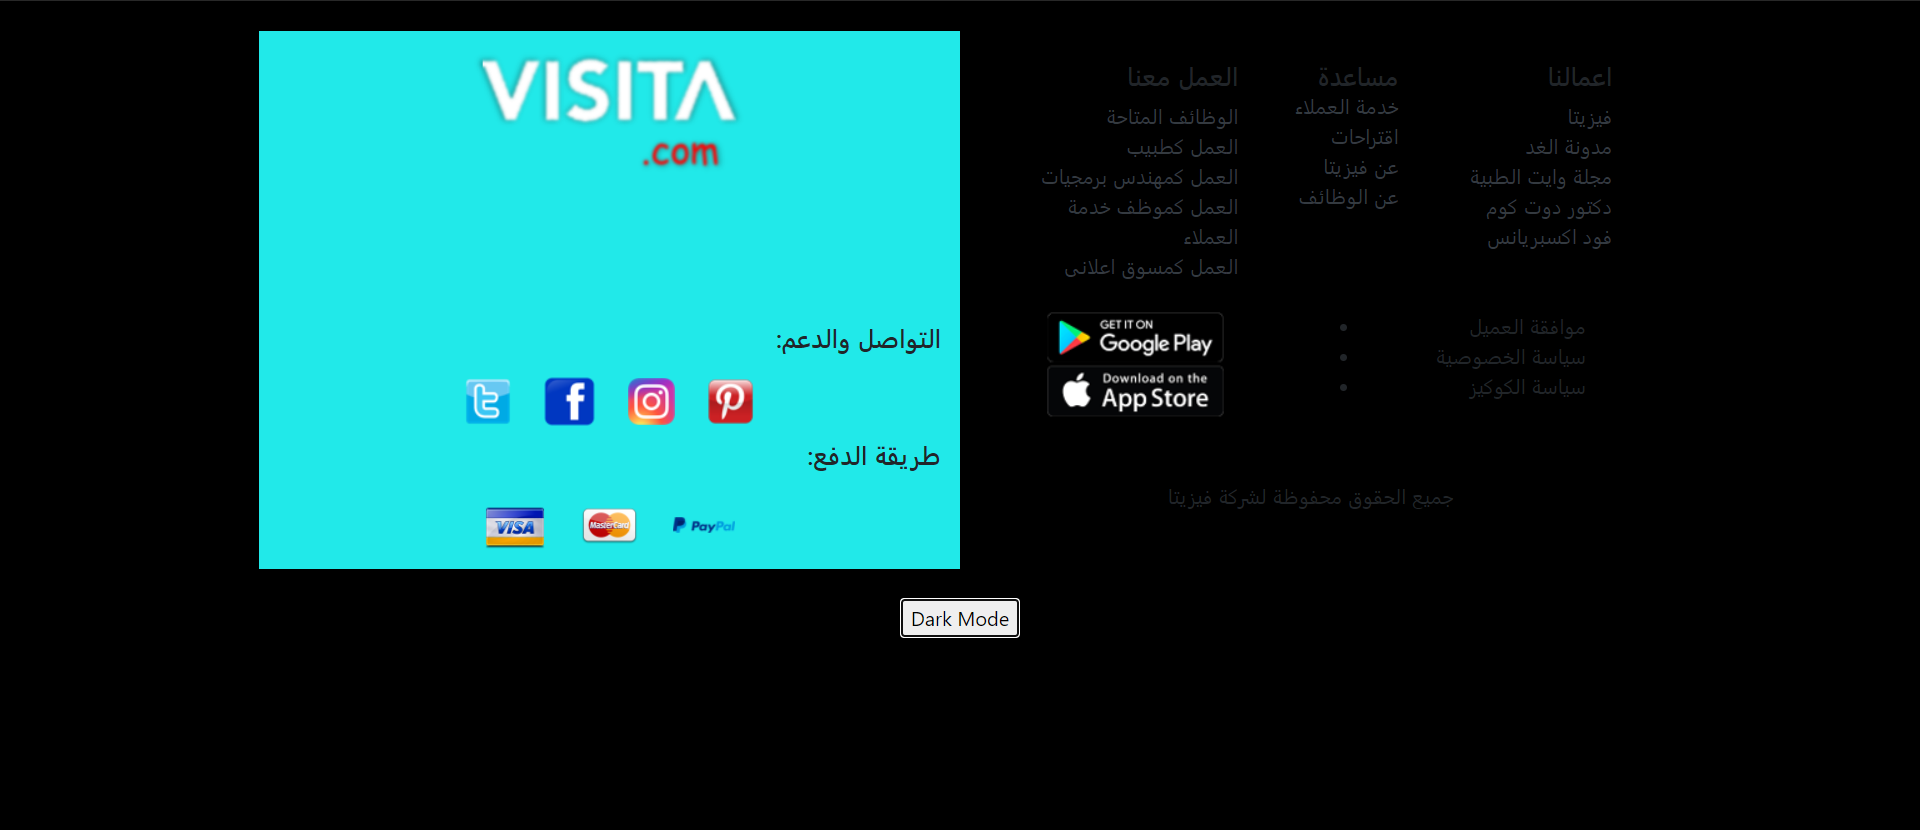 اعمالنا
فيزيتا
مدونة الغد
مجلة وايت الطبية
دكتور دوت كوم
فود اكسبريانس
مساعدة
خدمة العملاء
اقتراحات
عن فيزيتا
عن الوظائف
العمل معنا
الوظائف المتاحة
العمل كطبيب
العمل كمهندس برمجيات
العمل كموظف خدمة
العملاء
العمل كمسوق اعلانى
موافقة العميل
سياسة الخصوصية
سياسة الكوكيز
GET IT ON
Google Play
Download on the
App Store
جميع الحقوق محفوظة لشركة فيزيتا
VISITA
.com
التواصل والدعم:
طريقة الدفع:
VISA
MasterCard
PayPal
Dark Mode